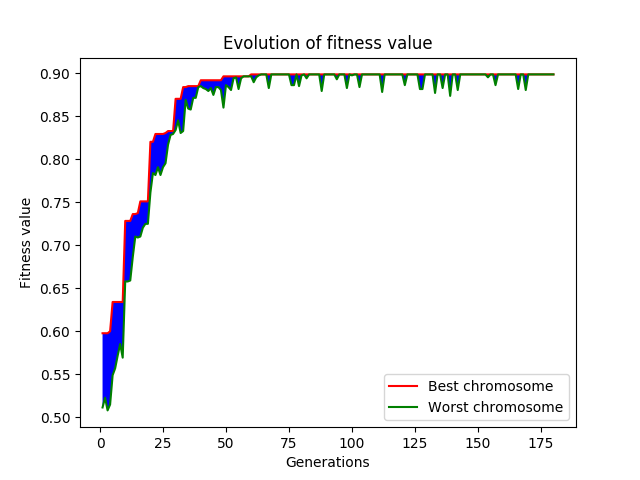 Evolution of fitness value
Fitness value
0.90
0.85
0.80
0.75
0.70
0.65
0.60
0.55
0.50
Best chromosome
Worst chromosome
0 25 50 75 100 125 150 175
Generations